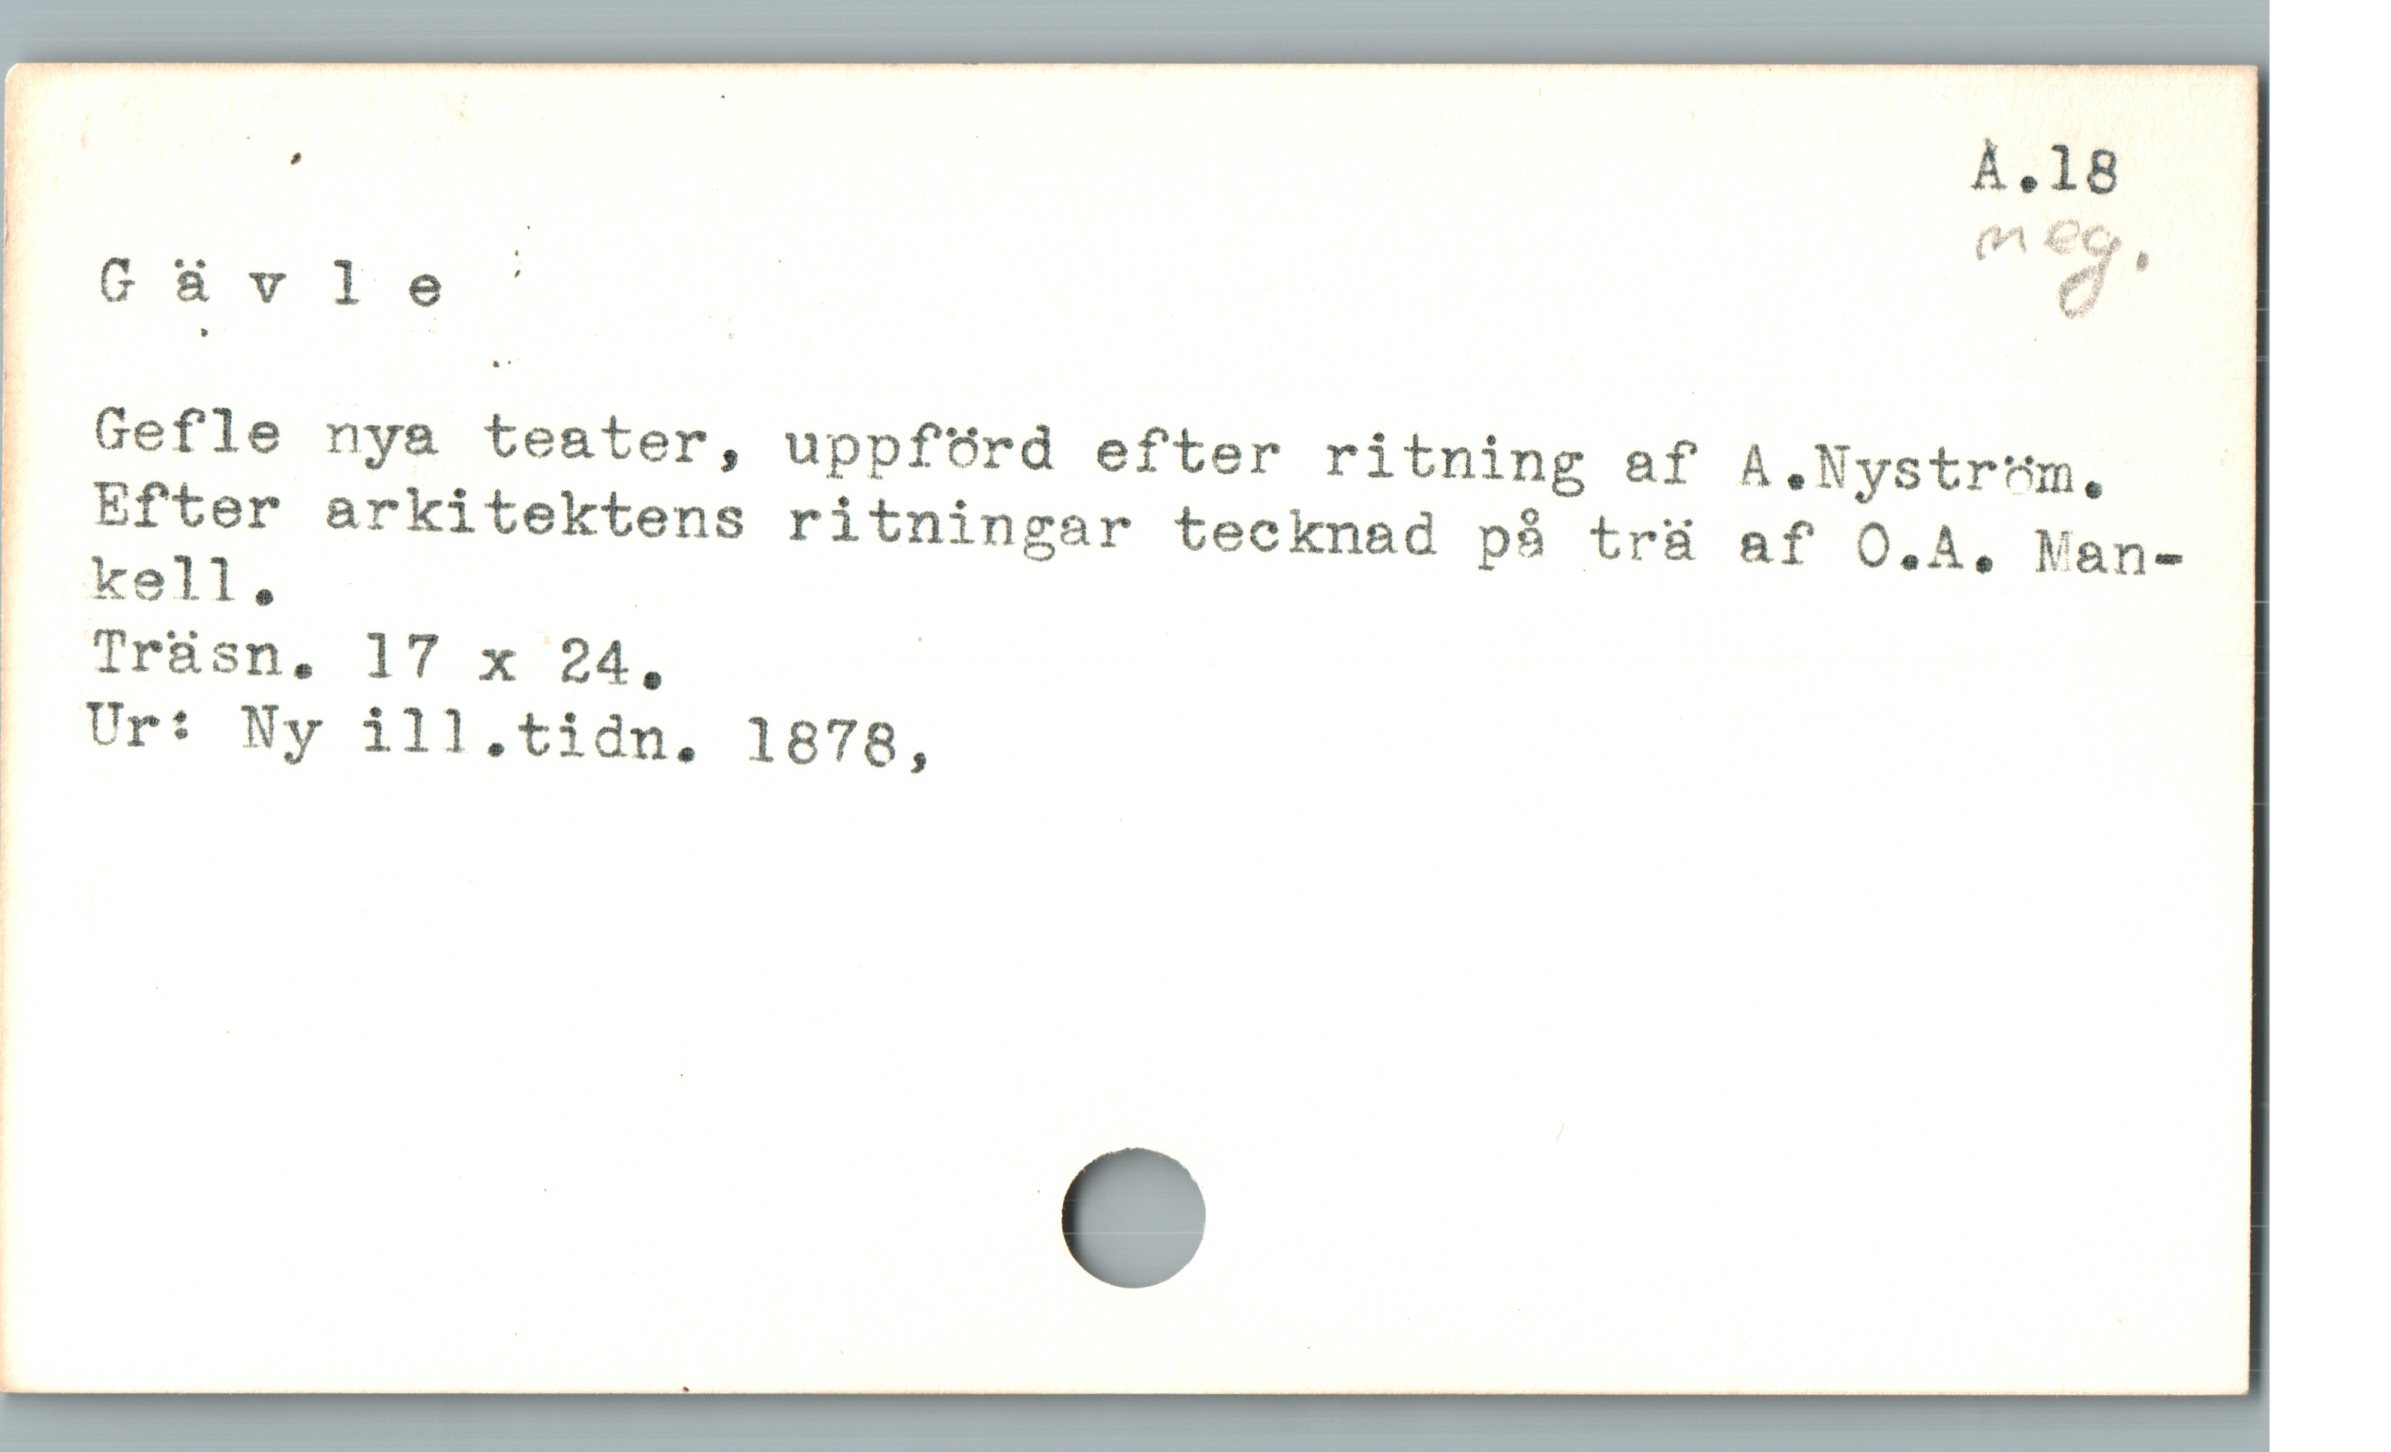 A.18
neg.
G ä v l e
Gefle nya teater, uppförd efter ritning af A.Nyström.
Efter arkitektens ritningar tecknad på trä af O.A. Man-
kell.
Träsn. 17 x 24.
Ur: Ny ill.tidn. 1878,